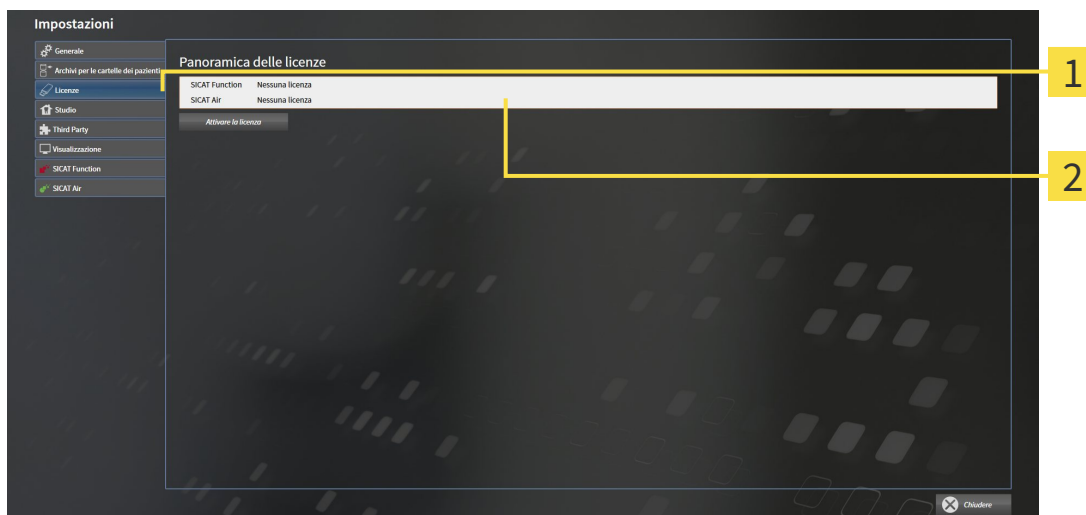 Impostazioni
Generale
Archivi per le cartelle dei pazienti
Licenze
Studio
Third Party
Visualizzazione
SICAT Function
SICAT Air
Panoramica delle licenze
SICAT Function Nessuna licenza
SICAT Air Nessuna licenza
Attivare la licenza
1
2
Chiudere